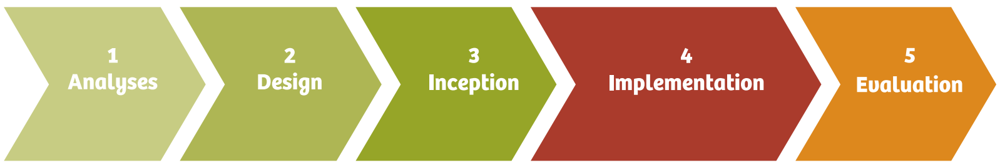 1
Analyses
2
Design
3
Inception
4
Implementation
5
Evaluation